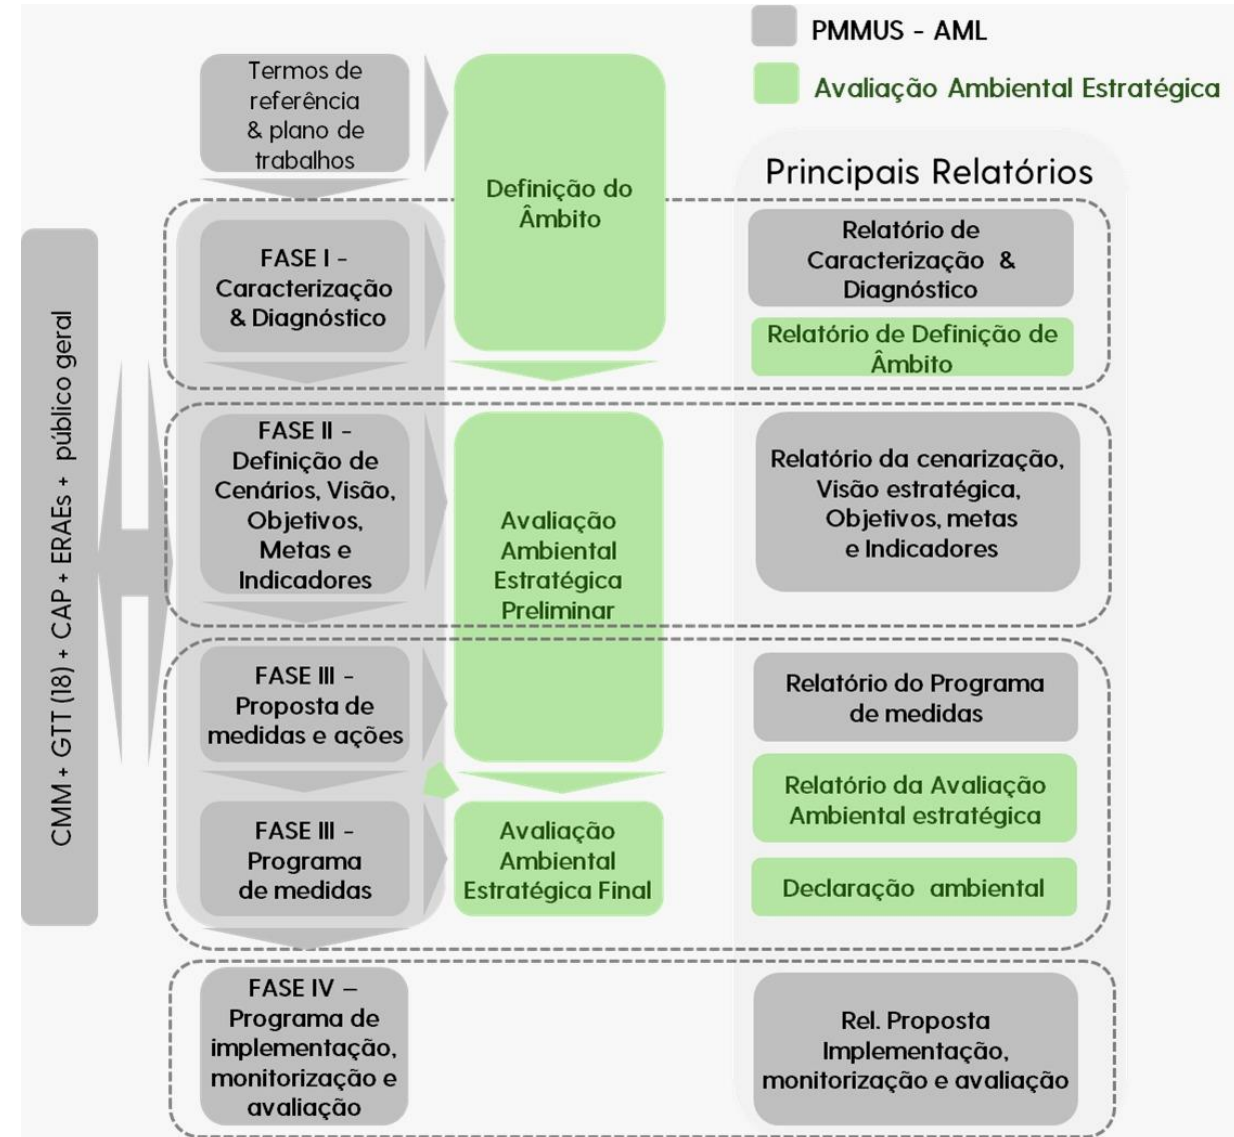 PMMUS - AML
Avaliação Ambiental Estratégica
Termos de
referência
& plano de
trabalhos
Definição do
Âmbito
Principais Relatórios
CMM + GTT (18) + CAP + ERAEs + público geral
FASE I -
Caracterização
& Diagnóstico
Relatório de
Caracterização &
Diagnóstico
Relatório de Definição de
Âmbito
FASE II -
Definição de
Cenários, Visão,
Objetivos,
Metas e
Indicadores
Avaliação
Ambiental
Estratégica
Preliminar
Relatório da cenarização,
Visão estratégica,
Objetivos, metas
e Indicadores
FASE III -
Proposta de
medidas e ações
Relatório do Programa
de medidas
Relatório da Avaliação
Ambiental estratégica
FASE III -
Programa
de medidas
Avaliação
Ambiental
Estratégica Final
Declaração ambiental
FASE IV –
Programa de
implementação,
monitorização e
avaliação
Rel. Proposta
Implementação,
monitorização e avaliação